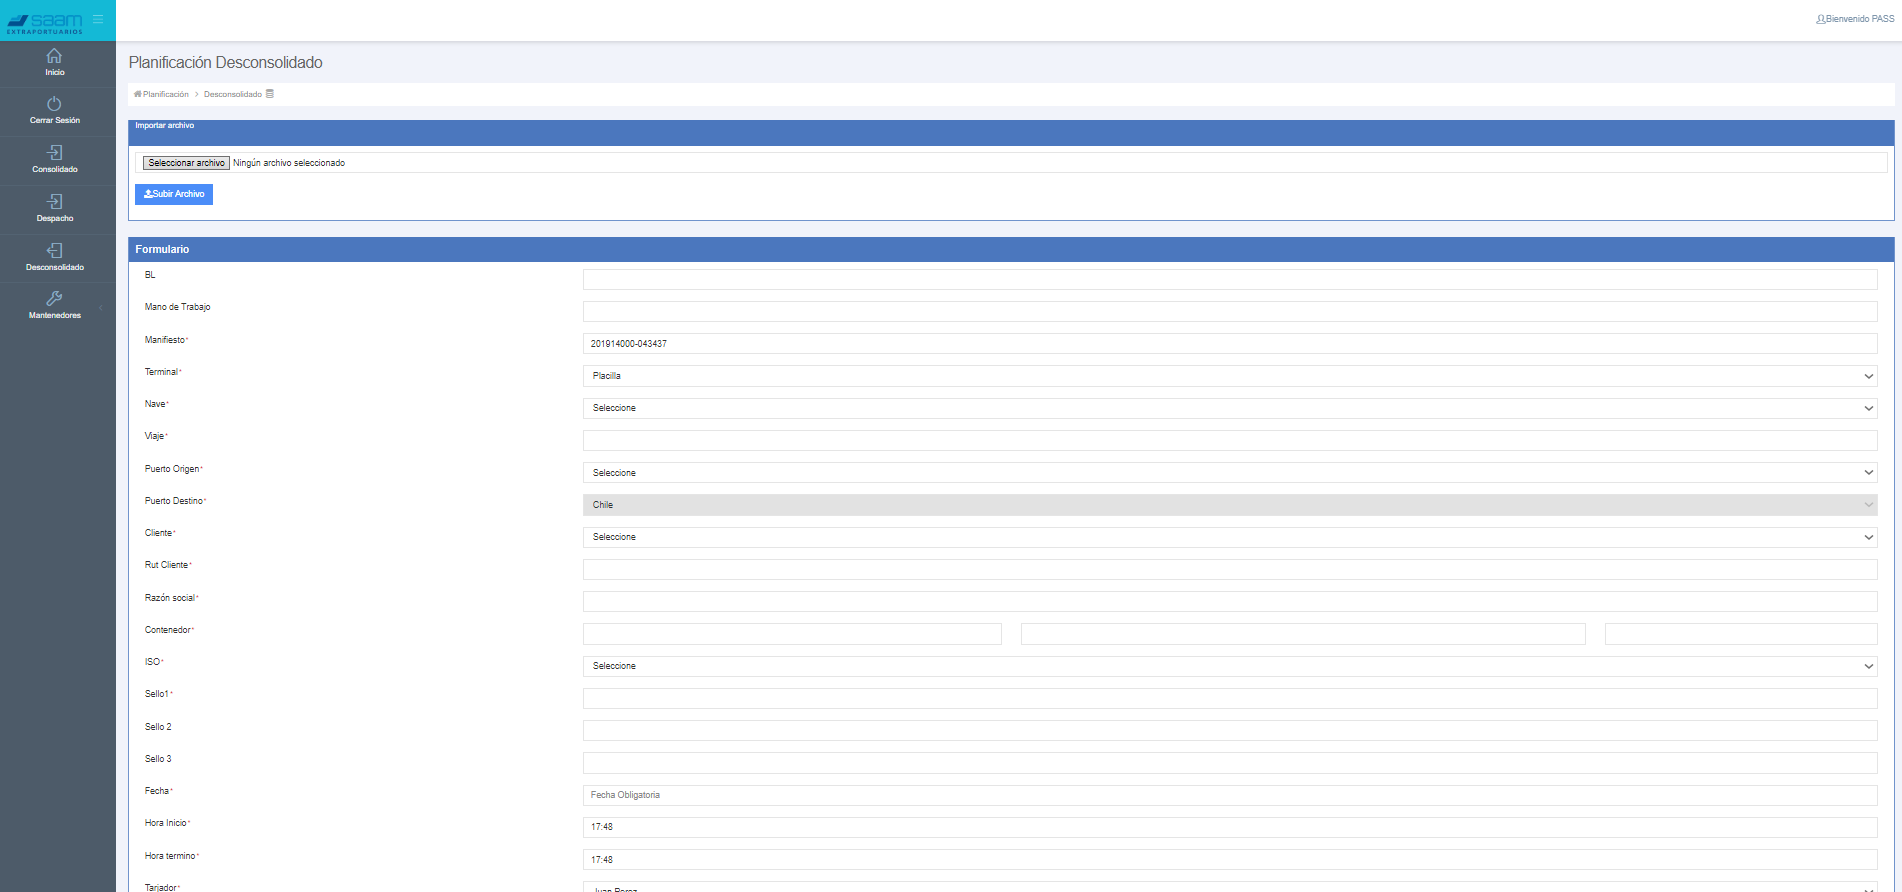 saam
EXTRAPORTUARIOS
Bienvenido PASS
Inicio
Cerrar Sesión
Consolidado
Despacho
Desconsolidado
Mantenedores
Planificación Desconsolidado
Planificación > Desconsolidado
Importar archivo
Seleccionar archivo Ningún archivo seleccionado
Subir Archivo
Formulario
BL
Mano de Trabajo
Manifiesto* 201914000-043437
Terminal* Placilla
Nave* Seleccione
Viaje*
Puerto Origen* Seleccione
Puerto Destino* Chile
Cliente* Seleccione
Rut Cliente*
Razón social*
Contenedor*
ISO* Seleccione
Sello1*
Sello 2
Sello 3
Fecha* Fecha Obligatoria
Hora Inicio* 17:48
Hora termino* 17:48
Tarjador* Juan Perez